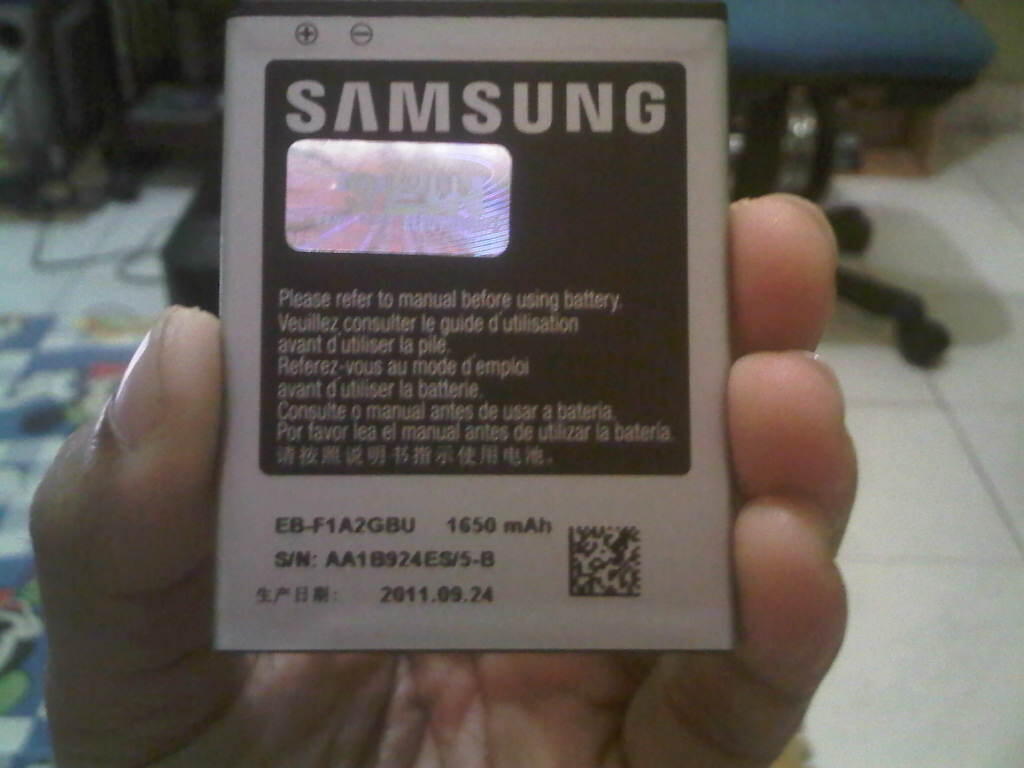 SAMSUNG
Please refer to manual before using battery.
Veuillez consulter le guide d'utilisation
avant d'utiliser la pile.
Referez-vous au mode d'emploi
avant d'utiliser la batterie.
Consulte o manual antes de usar a bateria.
Por favor lea el manual antes de utilizar la batería.
请按照说明书指示使用电池。
EB-F1A2GBU 1650 mAh
S/N: AA1B924ES/5-B
生产日期: 2011.09.24